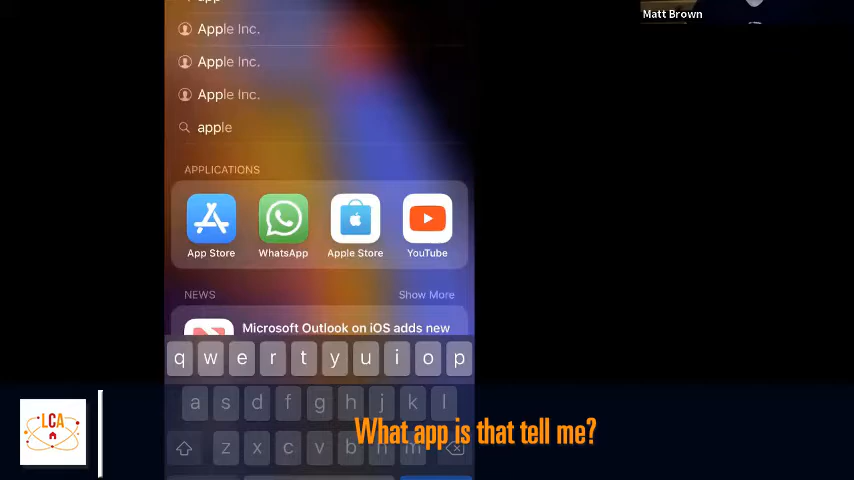 Matt Brown
Apple Inc.
Apple Inc.
Apple Inc.
apple
APPLICATIONS
App Store WhatsApp Apple Store YouTube
NEWS Show More
Microsoft Outlook on iOS adds new
q w e r t y u i o p
a s d f g h j k l
z x c v b n m
LCA
What app is that tell me?